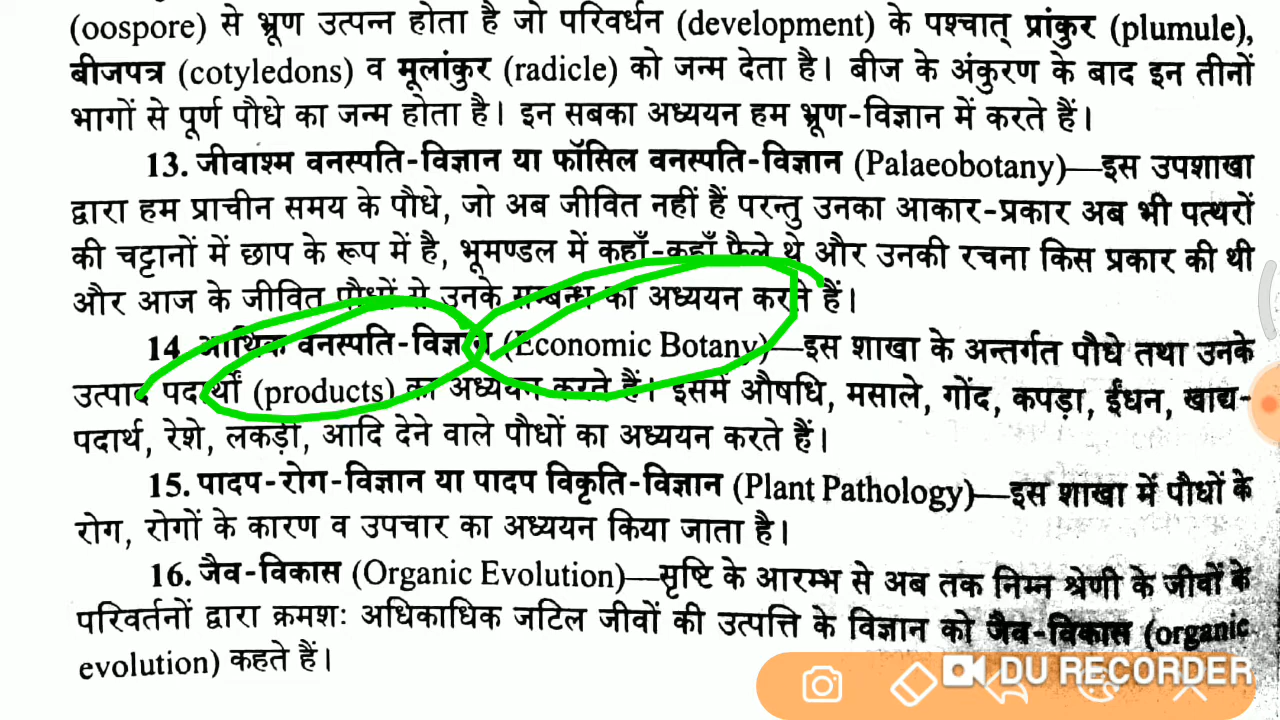 (oospore) से भ्रूण उत्पन्न होता है जो परिवर्धन (development) के पश्चात् प्रांकुर (plumule),
बीजपत्र (cotyledons) व मूलांकुर (radicle) को जन्म देता है। बीज के अंकुरण के बाद इन तीनों
भागों से पूर्ण पौधे का जन्म होता है। इन सबका अध्ययन हम भ्रूण-विज्ञान में करते हैं।
13. जीवाश्म वनस्पति-विज्ञान या फॉसिल वनस्पति-विज्ञान (Palaeobotany)—इस उपशाखा
द्वारा हम प्राचीन समय के पौधे, जो अब जीवित नहीं हैं परन्तु उनका आकार-प्रकार अब भी पत्थरों
की चट्टानों में छाप के रूप में है, भूमण्डल में कहाँ-कहाँ फैले थे और उनकी रचना किस प्रकार की थी
और आज के जीवित पौधों से उनके सम्बन्ध का अध्ययन करते हैं।
14. आर्थिक वनस्पति-विज्ञान (Economic Botany)—इस शाखा के अन्तर्गत पौधे तथा उनके
उत्पाद पदार्थों (products) का अध्ययन करते हैं। इसमें औषधि, मसाले, गोंद, कपड़ा, ईंधन, खाद्य-
पदार्थ, रेशे, लकड़ी, आदि देने वाले पौधों का अध्ययन करते हैं।
15. पादप-रोग-विज्ञान या पादप विकृति-विज्ञान (Plant Pathology)—इस शाखा में पौधों के
रोग, रोगों के कारण व उपचार का अध्ययन किया जाता है।
16. जैव-विकास (Organic Evolution)—सृष्टि के आरम्भ से अब तक निम्न श्रेणी के जीवों के
परिवर्तनों द्वारा क्रमशः अधिकाधिक जटिल जीवों की उत्पत्ति के विज्ञान को जैव-विकास (organic
evolution) कहते हैं।
DU RECORDER